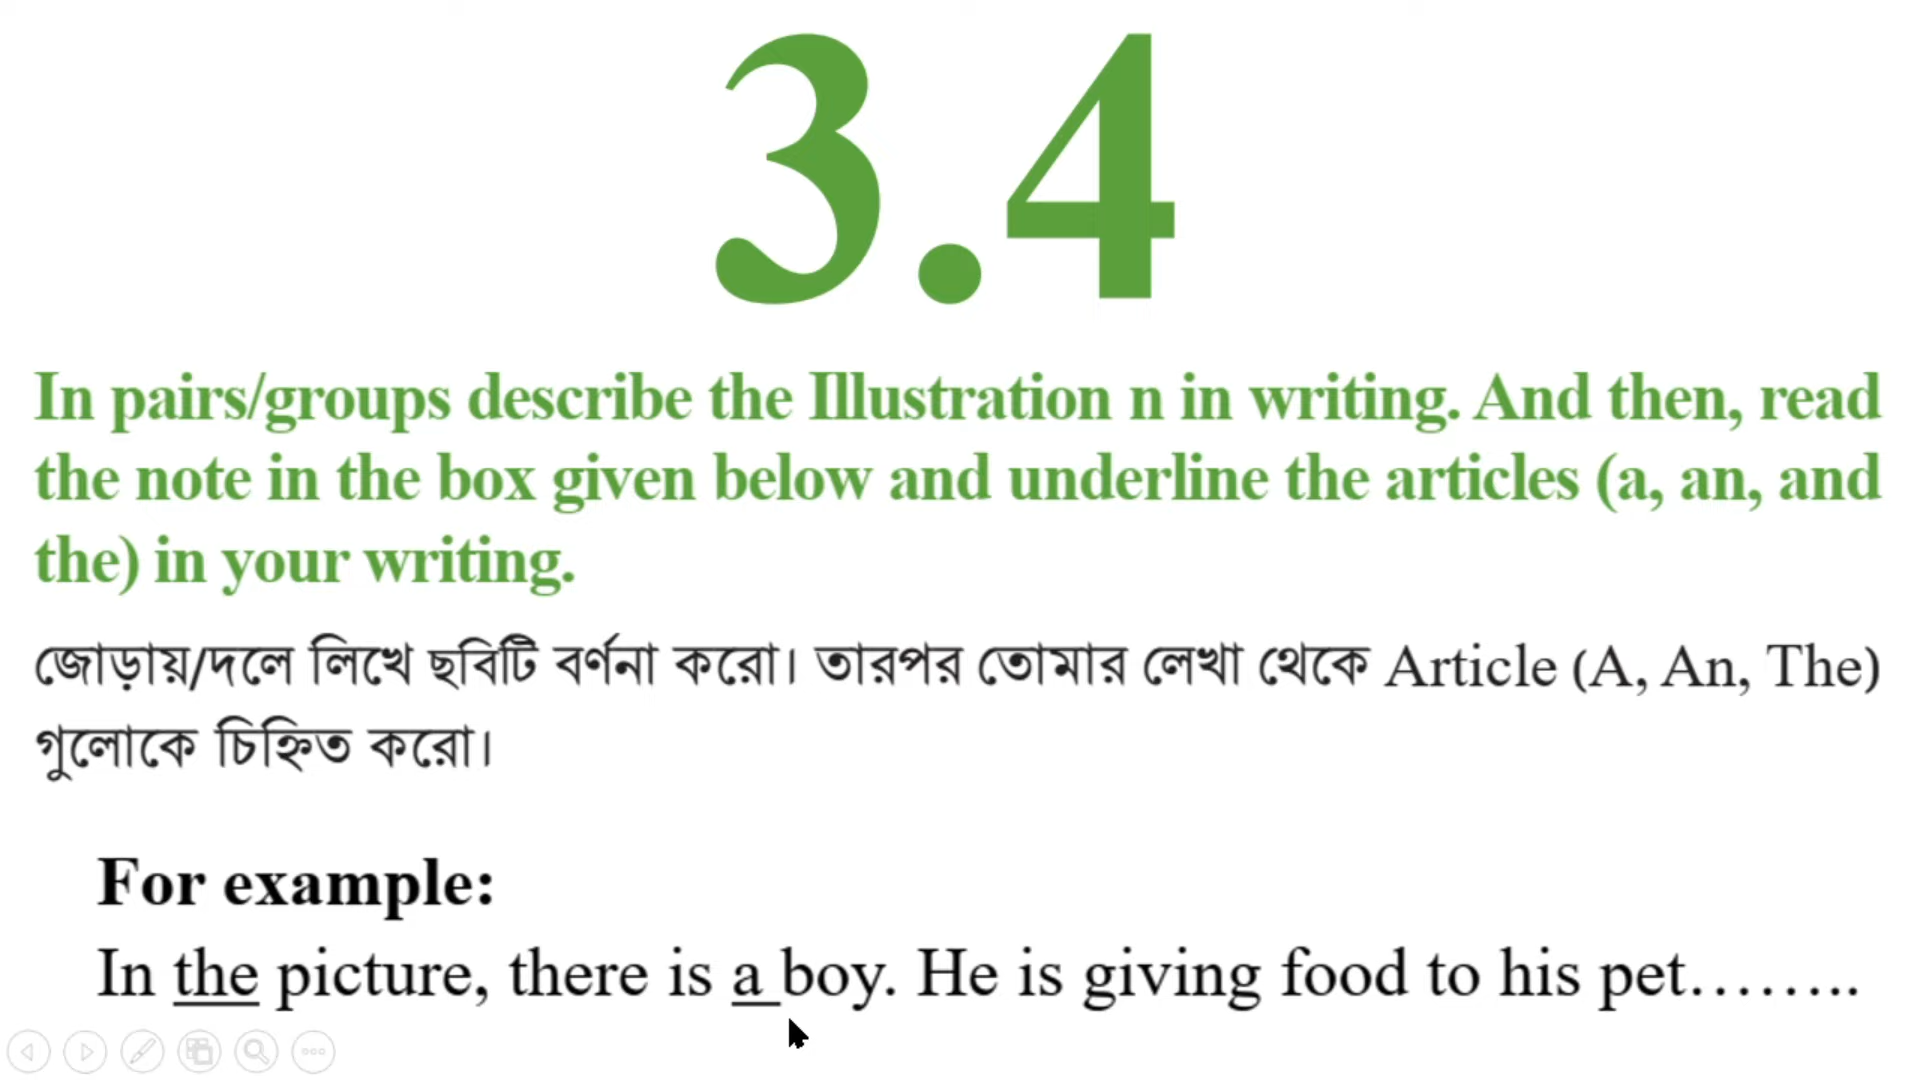 3.4
In pairs/groups describe the Illustration n in writing. And then, read
the note in the box given below and underline the articles (a, an, and
the) in your writing.
জোড়ায়/দলে লিখে ছবিটি বর্ণনা করো। তারপর তোমার লেখা থেকে Article (A, An, The)
গুলোকে চিহ্নিত করো।
For example:
In the picture, there is a boy. He is giving food to his pet……..